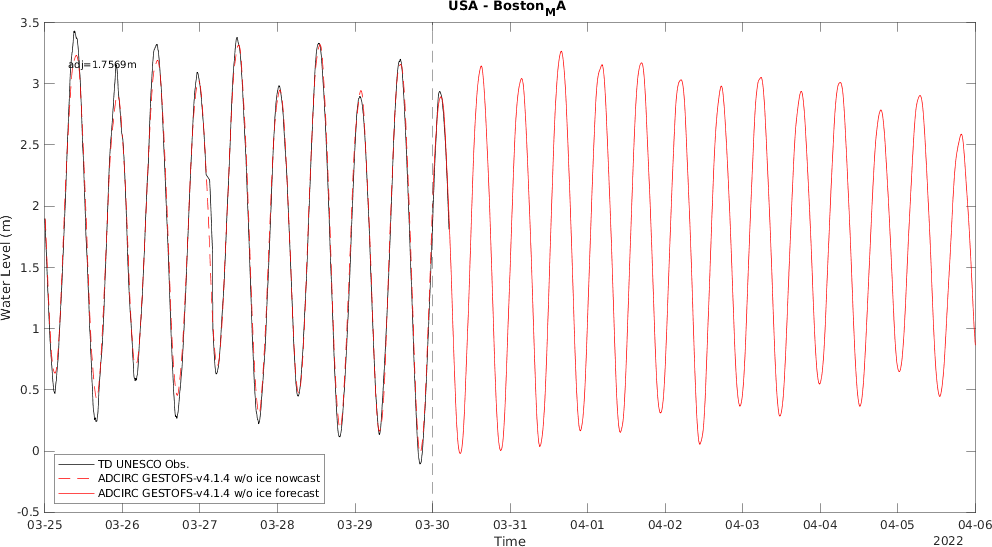 USA - Boston_MA
3.5
adj=1.7569m
3
2.5
2
1.5
1
0.5
0
-0.5
Water Level (m)
TD UNESCO Obs.
ADCIRC GESTOFS-v4.1.4 w/o ice nowcast
ADCIRC GESTOFS-v4.1.4 w/o ice forecast
03-25 03-26 03-27 03-28 03-29 03-30 03-31 04-01 04-02 04-03 04-04 04-05 04-06
Time
2022